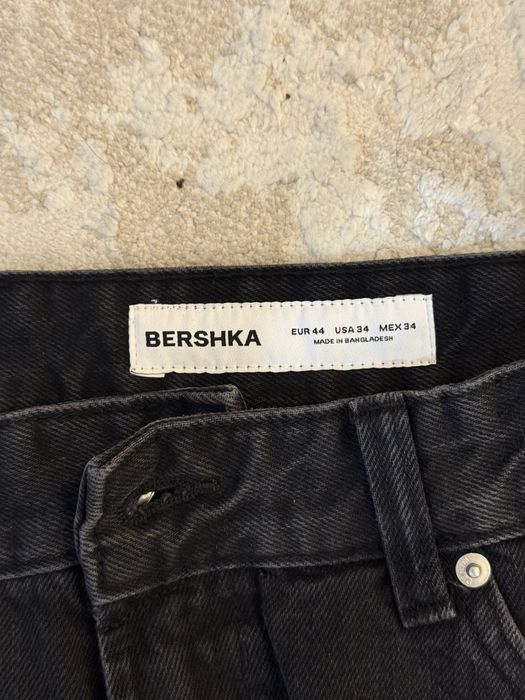 BERSHKA
EUR 44 USA 34 MEX 34
MADE IN BANGLADESH